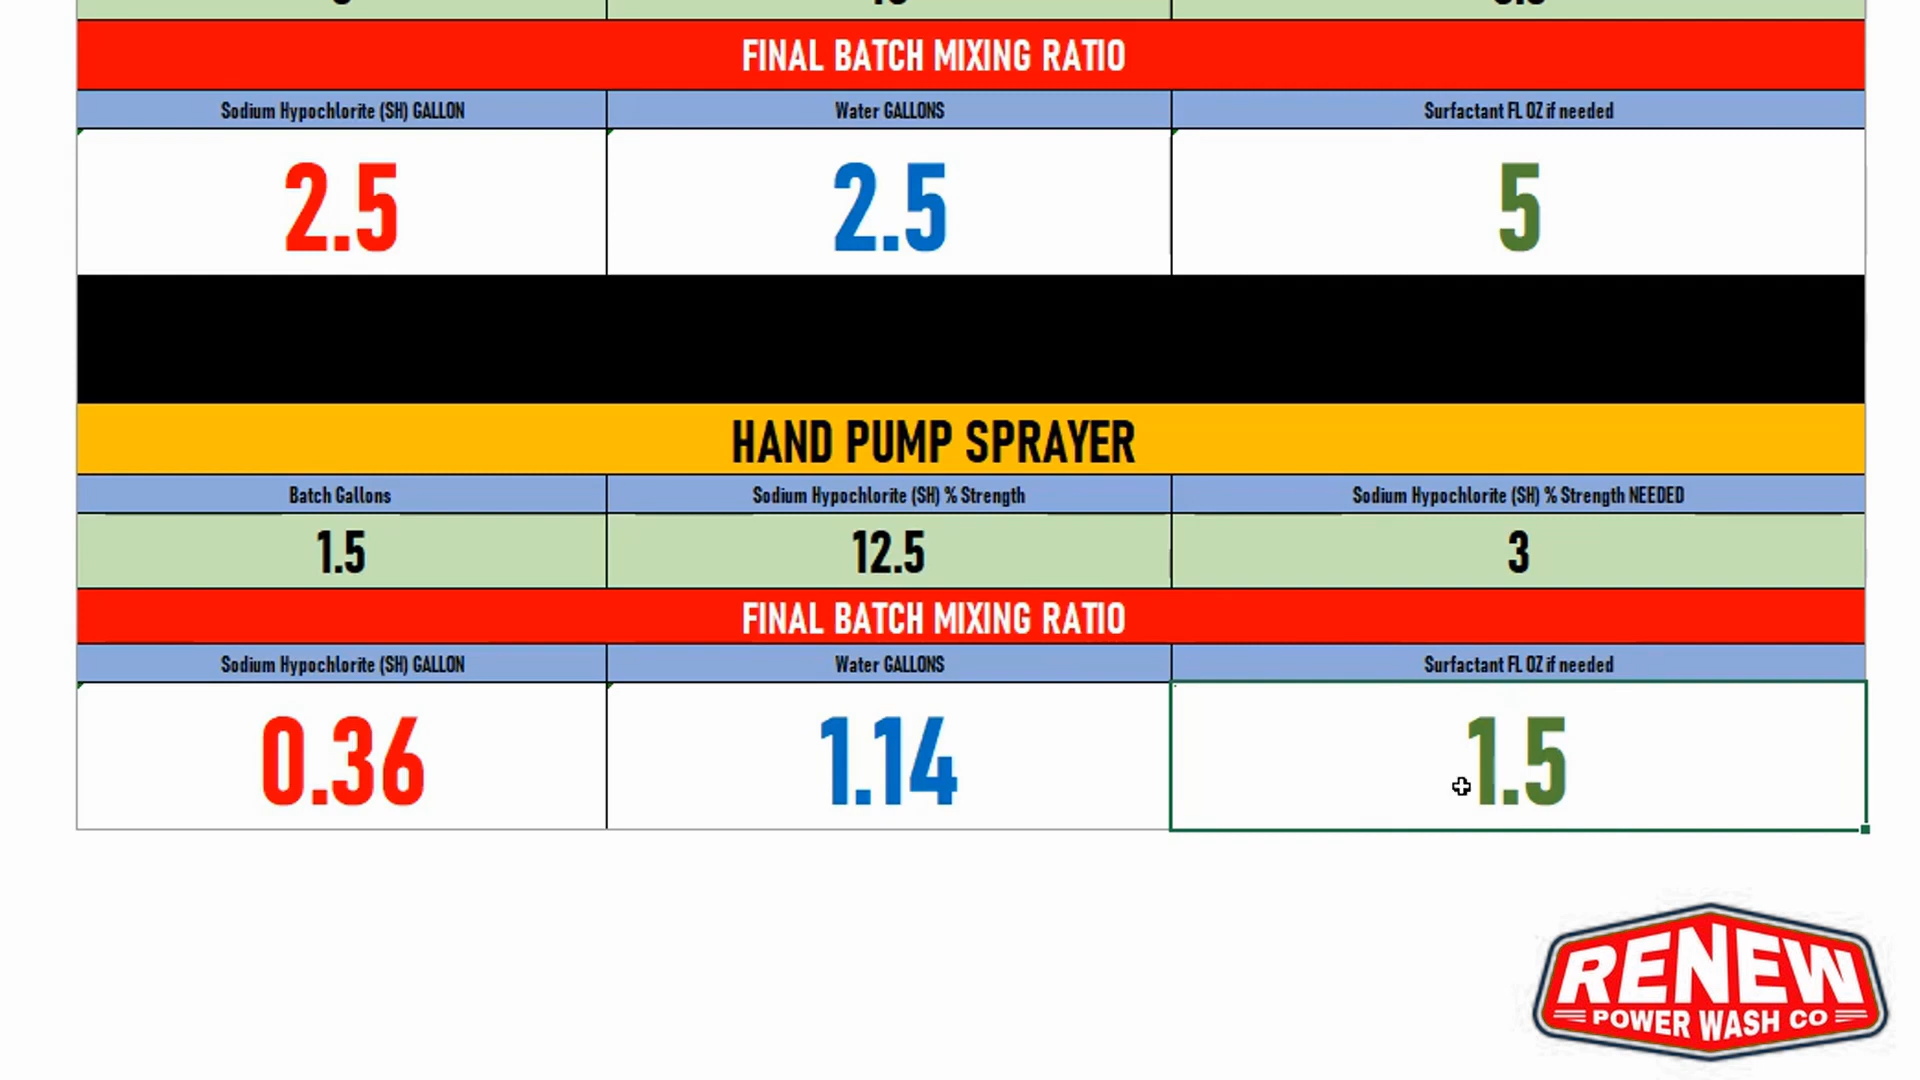 FINAL BATCH MIXING RATIO
Sodium Hypochlorite (SH) GALLON Water GALLONS Surfactant FL OZ if needed
2.5 2.5 5
HAND PUMP SPRAYER
Batch Gallons Sodium Hypochlorite (SH) % Strength Sodium Hypochlorite (SH) % Strength NEEDED
1.5 12.5 3
FINAL BATCH MIXING RATIO
Sodium Hypochlorite (SH) GALLON Water GALLONS Surfactant FL OZ if needed
0.36 1.14 1.5
RENEW
POWER WASH CO